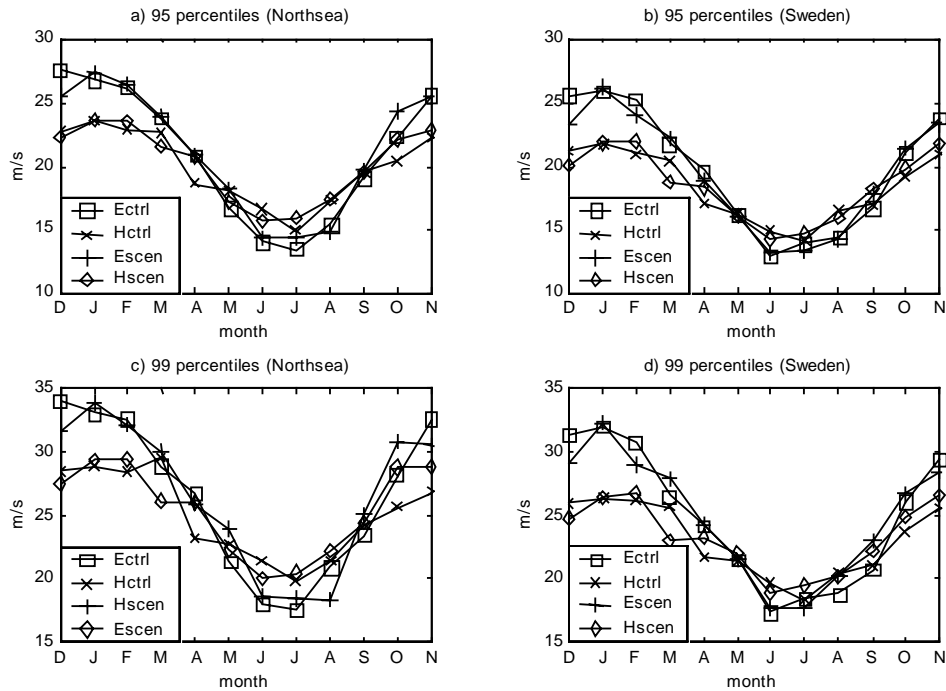 a) 95 percentiles (Northsea)
30
25
20
15
10
m/s
Ectrl
Hctrl
Escen
Hscen
D J F M A M J J A S O N
month
b) 95 percentiles (Sweden)
30
25
20
15
10
m/s
Ectrl
Hctrl
Escen
Hscen
D J F M A M J J A S O N
month
c) 99 percentiles (Northsea)
35
30
25
20
15
m/s
Ectrl
Hctrl
Hscen
Escen
D J F M A M J J A S O N
month
d) 99 percentiles (Sweden)
35
30
25
20
15
m/s
Ectrl
Hctrl
Escen
Hscen
D J F M A M J J A S O N
month